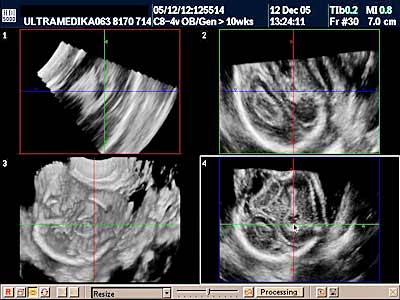 05/12/12:125514 12 Dec 05 TIb0.2 MI 0.8
ULTRAMEDIKA063 8170 714 C8-4v OB/Gen > 10wks 13:24:11 Fr #30 7.0 cm
1
2
3
4
R Resize Processing